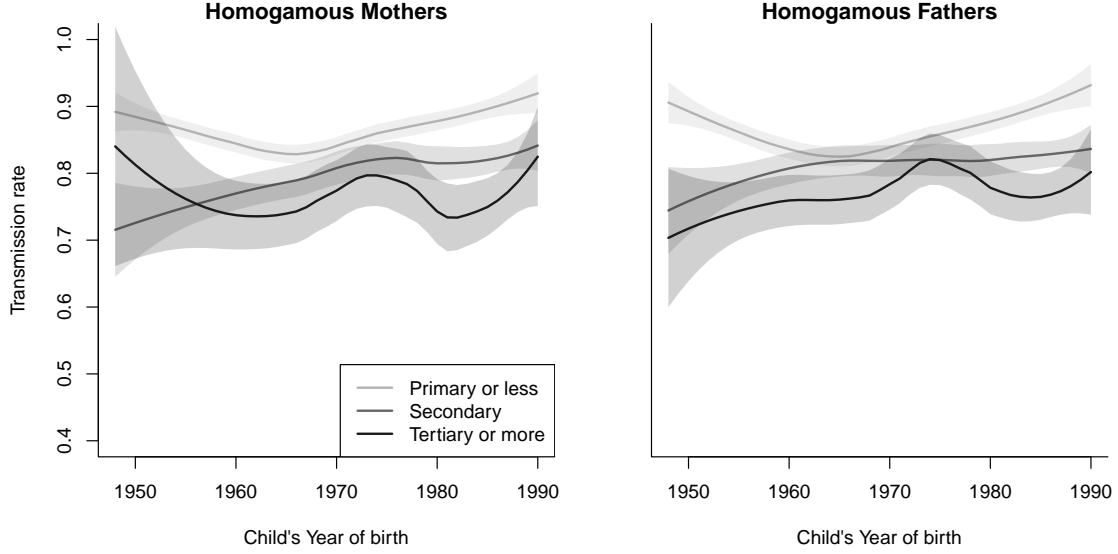 Homogamous Mothers
Homogamous Fathers
Transmission rate
1.0
0.9
0.8
0.7
0.6
0.5
0.4
Primary or less
Secondary
Tertiary or more
1950 1960 1970 1980 1990
1950 1960 1970 1980 1990
Child's Year of birth
Child's Year of birth